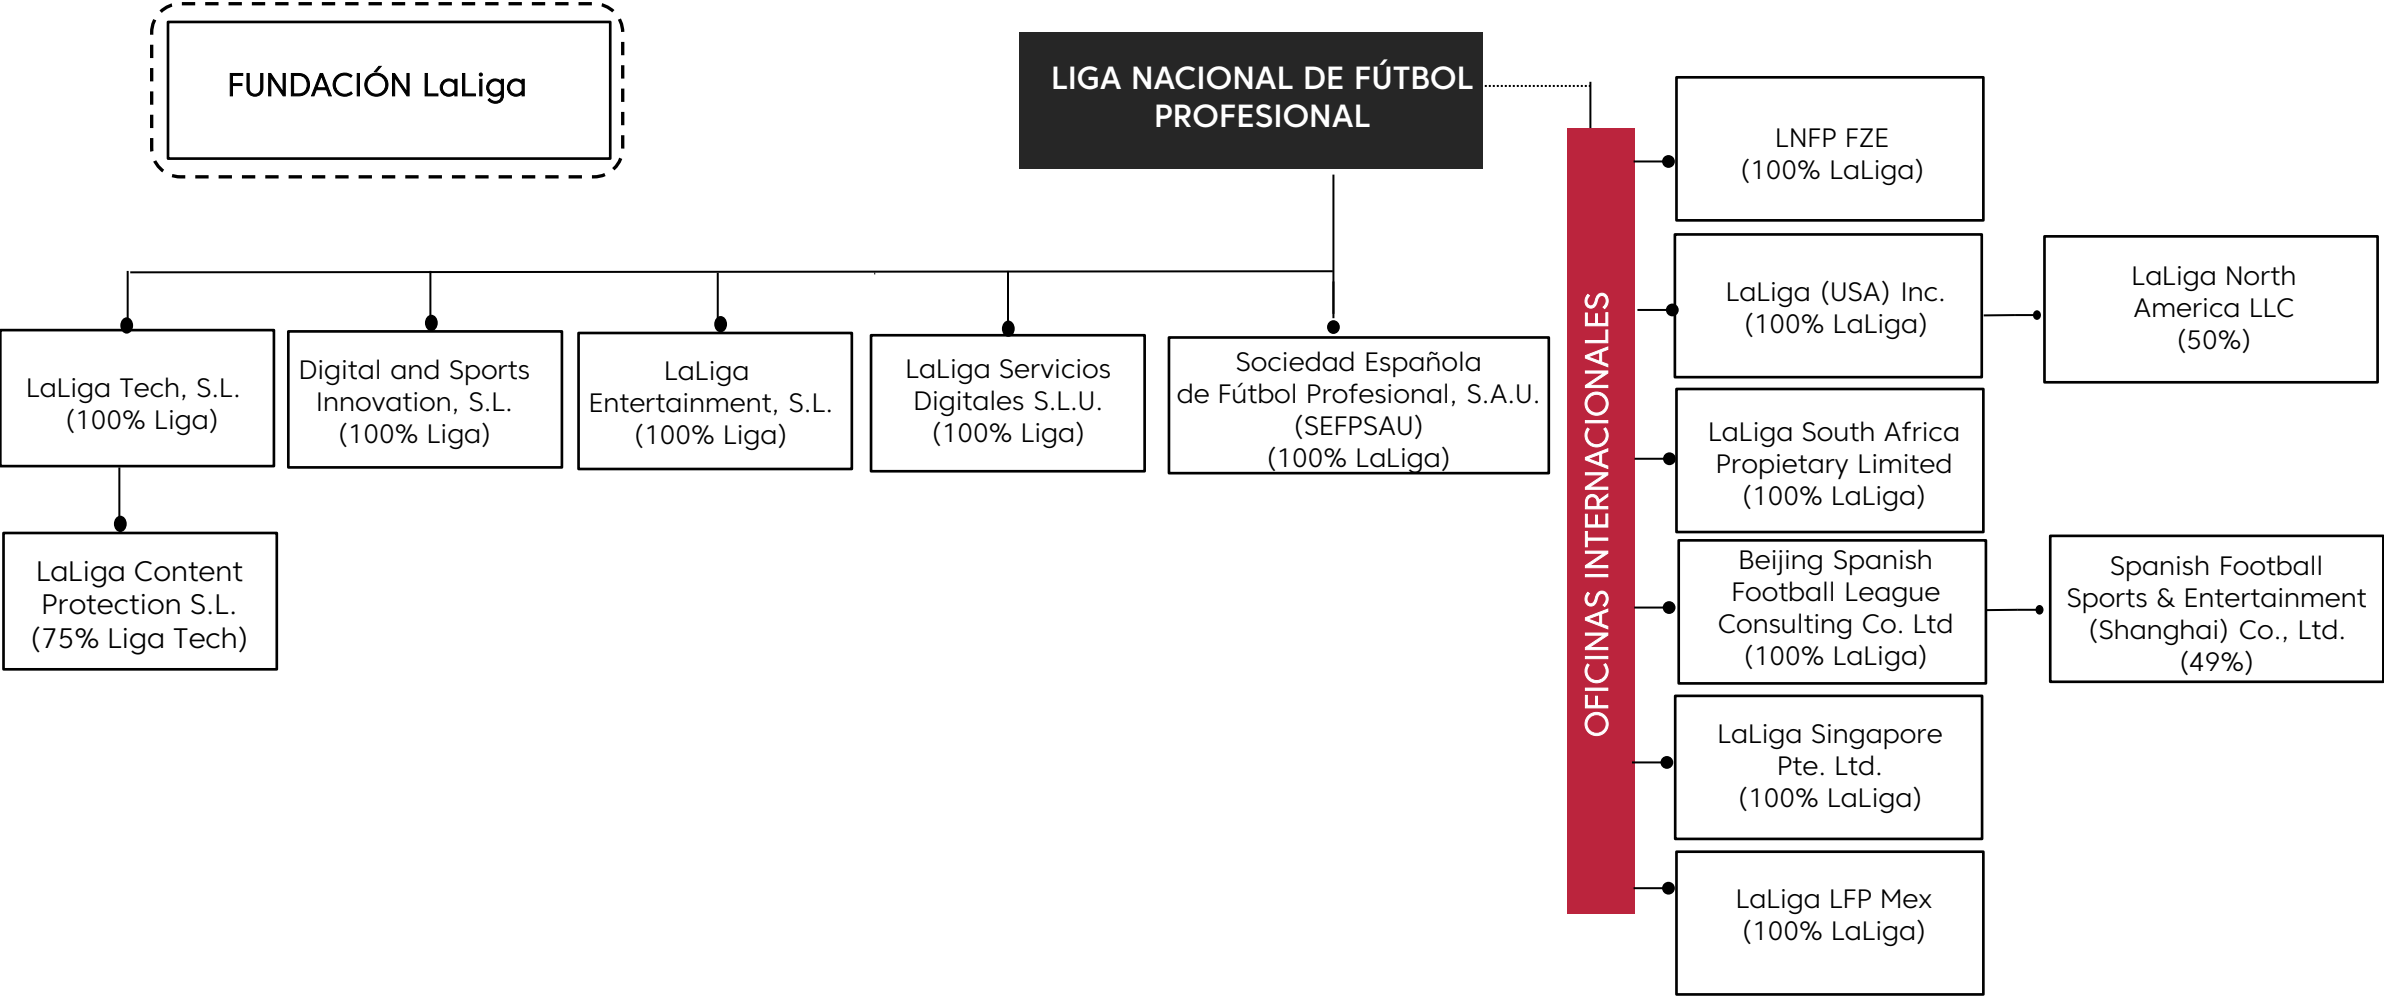 FUNDACIÓN LaLiga
LIGA NACIONAL DE FÚTBOL
PROFESIONAL
LaLiga Tech, S.L.
(100% Liga)
Digital and Sports
Innovation, S.L.
(100% Liga)
LaLiga
Entertainment, S.L.
(100% Liga)
LaLiga Servicios
Digitales S.L.U.
(100% Liga)
Sociedad Española
de Fútbol Profesional, S.A.U.
(SEFPSAU)
(100% LaLiga)
LaLiga Content
Protection S.L.
(75% Liga Tech)
OFICINAS INTERNACIONALES
LNFP FZE
(100% LaLiga)
LaLiga (USA) Inc.
(100% LaLiga)
LaLiga North
America LLC
(50%)
LaLiga South Africa
Propietary Limited
(100% LaLiga)
Beijing Spanish
Football League
Consulting Co. Ltd
(100% LaLiga)
Spanish Football
Sports & Entertainment
(Shanghai) Co., Ltd.
(49%)
LaLiga Singapore
Pte. Ltd.
(100% LaLiga)
LaLiga LFP Mex
(100% LaLiga)